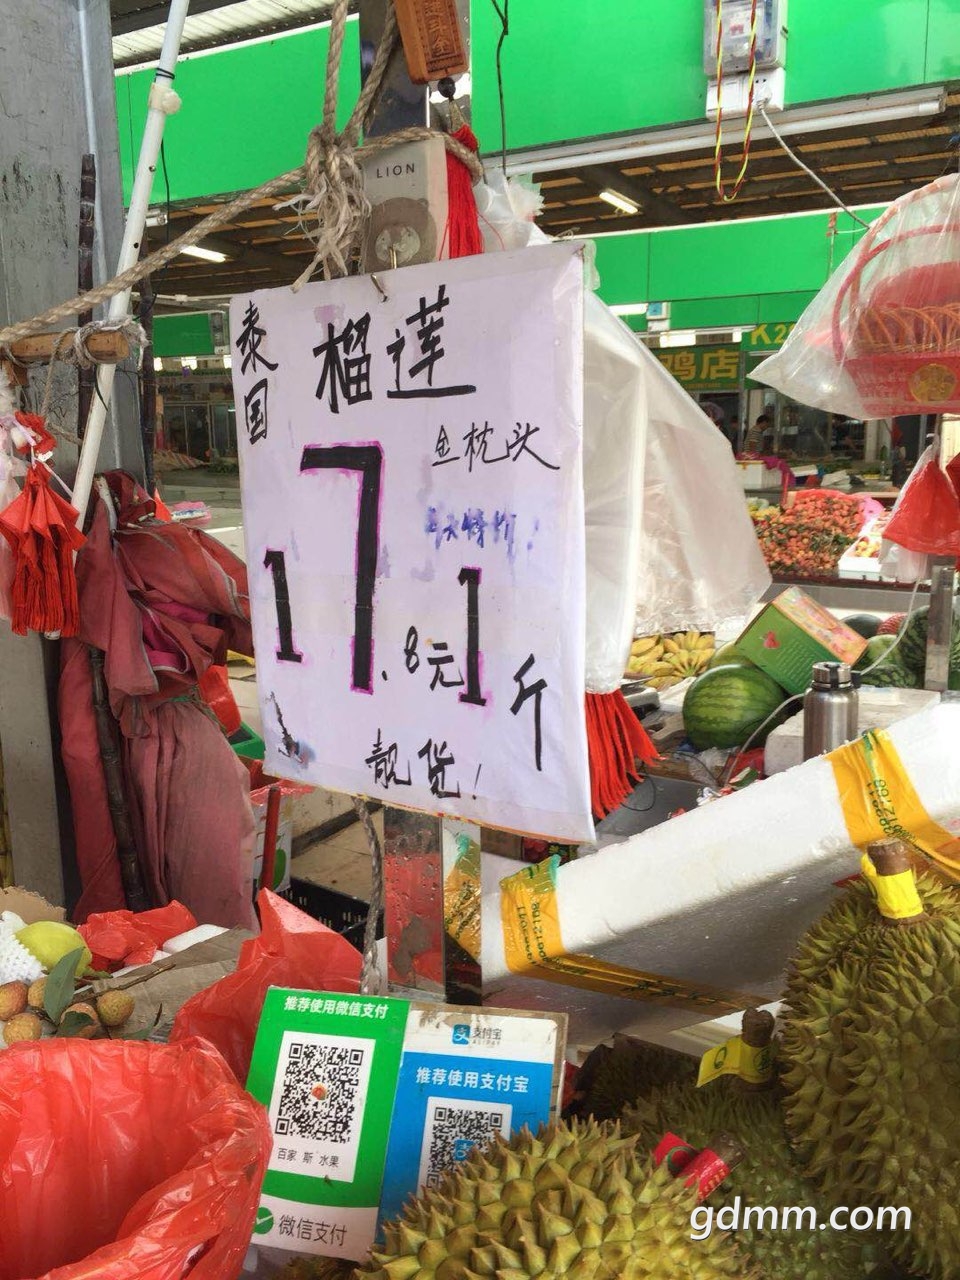 LION
泰国
榴莲
金枕头
17.8元1斤
靓货!
K2
鸭店
推荐使用微信支付
百家 斯 水果
微信支付
支付宝
推荐使用支付宝
gdmm.com